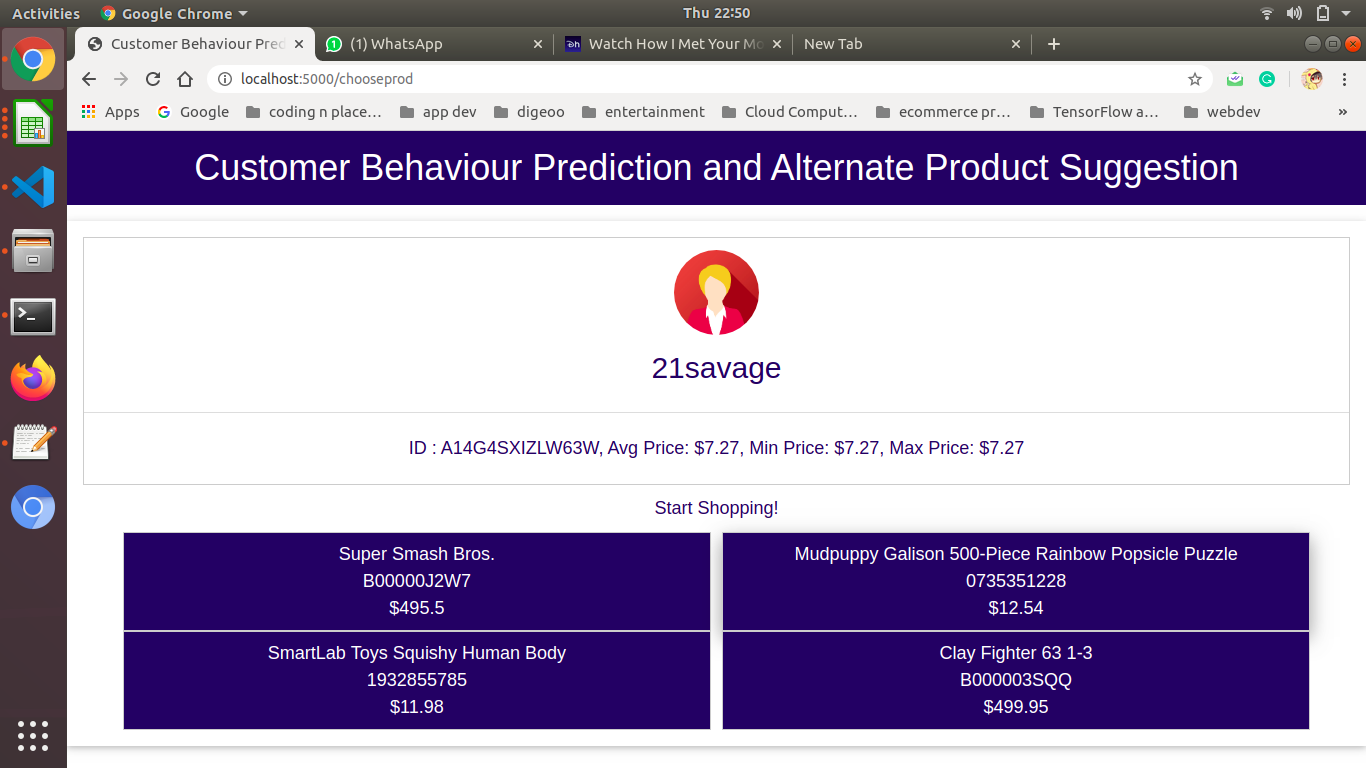 Activities
Google Chrome
Thu 22:50
Customer Behaviour Pred
(1) WhatsApp
Watch How I Met Your Mo
New Tab
localhost:5000/chooseprod
Apps
Google
coding n place…
app dev
digeoo
entertainment
Cloud Comput…
ecommerce pr…
TensorFlow a…
webdev
»
Customer Behaviour Prediction and Alternate Product Suggestion
21savage
ID : A14G4SXIZLW63W, Avg Price: $7.27, Min Price: $7.27, Max Price: $7.27
Start Shopping!
Super Smash Bros.
B00000J2W7
$495.5
Mudpuppy Galison 500-Piece Rainbow Popsicle Puzzle
0735351228
$12.54
SmartLab Toys Squishy Human Body
1932855785
$11.98
Clay Fighter 63 1-3
B000003SQQ
$499.95